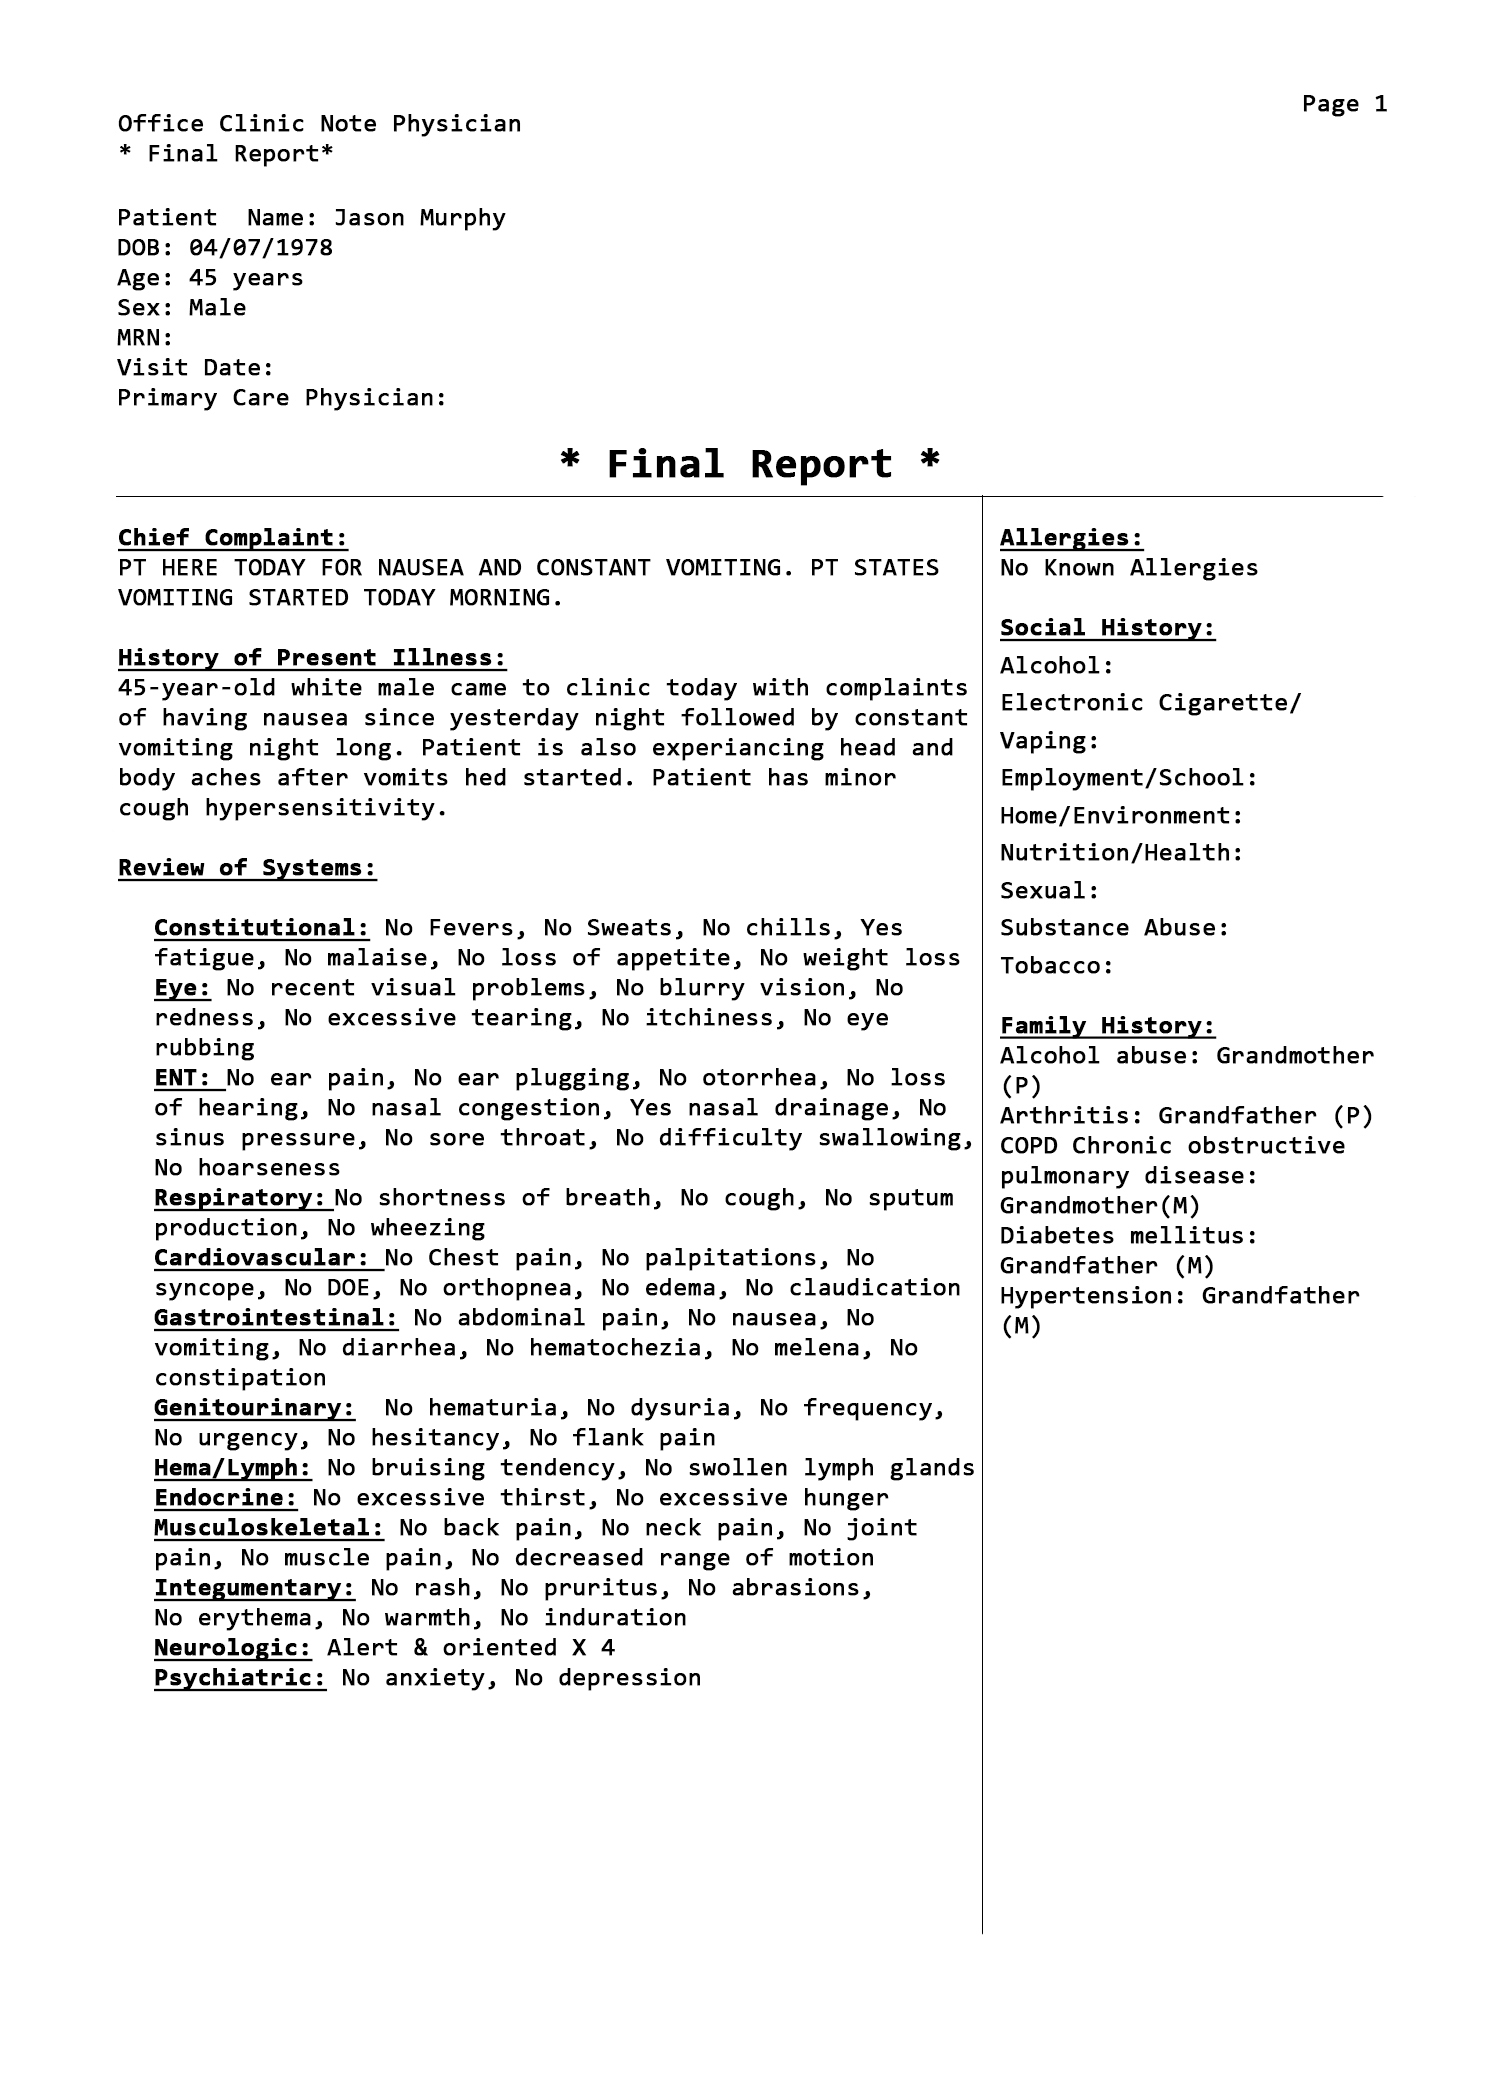 Page 1
Office Clinic Note Physician
* Final Report*
Patient  Name: Jason Murphy
DOB: 04/07/1978
Age: 45 years
Sex: Male
MRN:
Visit Date:
Primary Care Physician:
* Final Report *
Chief Complaint:
PT HERE TODAY FOR NAUSEA AND CONSTANT VOMITING. PT STATES
VOMITING STARTED TODAY MORNING.
History of Present Illness:
45-year-old white male came to clinic today with complaints
of having nausea since yesterday night followed by constant
vomiting night long. Patient is also experiancing head and
body aches after vomits hed started. Patient has minor
cough hypersensitivity.
Review of Systems:
Constitutional: No Fevers, No Sweats, No chills, Yes
fatigue, No malaise, No loss of appetite, No weight loss
Eye: No recent visual problems, No blurry vision, No
redness, No excessive tearing, No itchiness, No eye
rubbing
ENT: No ear pain, No ear plugging, No otorrhea, No loss
of hearing, No nasal congestion, Yes nasal drainage, No
sinus pressure, No sore throat, No difficulty swallowing,
No hoarseness
Respiratory: No shortness of breath, No cough, No sputum
production, No wheezing
Cardiovascular: No Chest pain, No palpitations, No
syncope, No DOE, No orthopnea, No edema, No claudication
Gastrointestinal: No abdominal pain, No nausea, No
vomiting, No diarrhea, No hematochezia, No melena, No
constipation
Genitourinary:  No hematuria, No dysuria, No frequency,
No urgency, No hesitancy, No flank pain
Hema/Lymph: No bruising tendency, No swollen lymph glands
Endocrine: No excessive thirst, No excessive hunger
Musculoskeletal: No back pain, No neck pain, No joint
pain, No muscle pain, No decreased range of motion
Integumentary: No rash, No pruritus, No abrasions,
No erythema, No warmth, No induration
Neurologic: Alert & oriented X 4
Psychiatric: No anxiety, No depression
Allergies:
No Known Allergies
Social History:
Alcohol:
Electronic Cigarette/
Vaping:
Employment/School:
Home/Environment:
Nutrition/Health:
Sexual:
Substance Abuse:
Tobacco:
Family History:
Alcohol abuse: Grandmother
(P)
Arthritis: Grandfather (P)
COPD Chronic obstructive
pulmonary disease:
Grandmother(M)
Diabetes mellitus:
Grandfather (M)
Hypertension: Grandfather
(M)